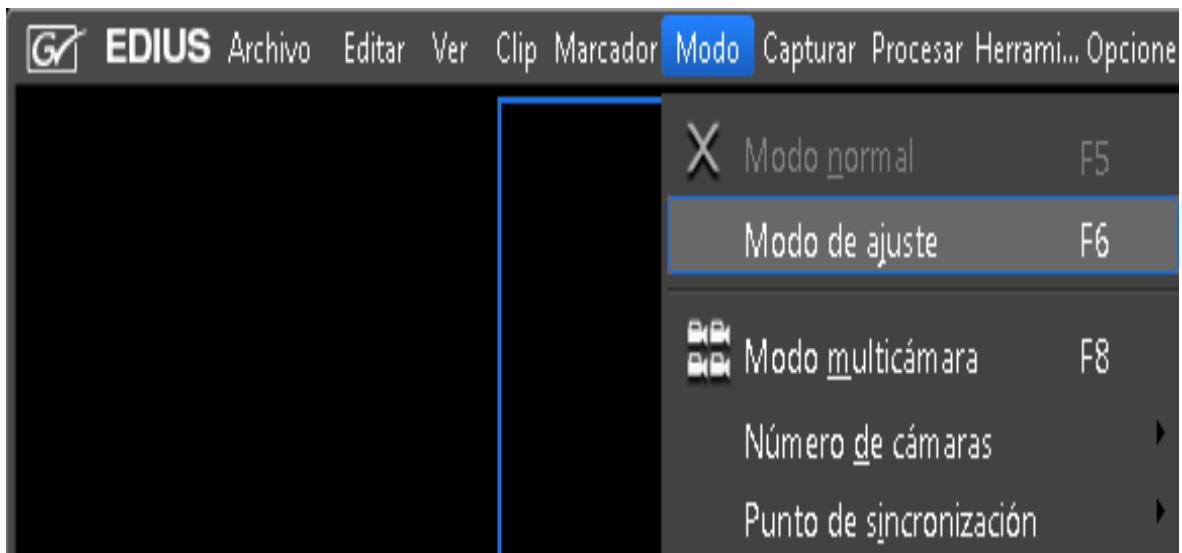 GV EDIUS Archivo Editar Ver Clip Marcador Modo Capturar Procesar Herrami... Opcione
Modo normal F5
Modo de ajuste F6
Modo multicámara F8
Número de cámaras
Punto de sincronización